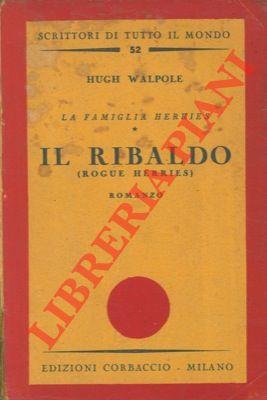 SCRITTORI DI TUTTO IL MONDO
52
HUGH WALPOLE
LA FAMIGLIA HERRIES
*
IL RIBALDO
(ROGUE HERRIES)
ROMANZO
LIBRERIAPIANI
EDIZIONI CORBACCIO - MILANO